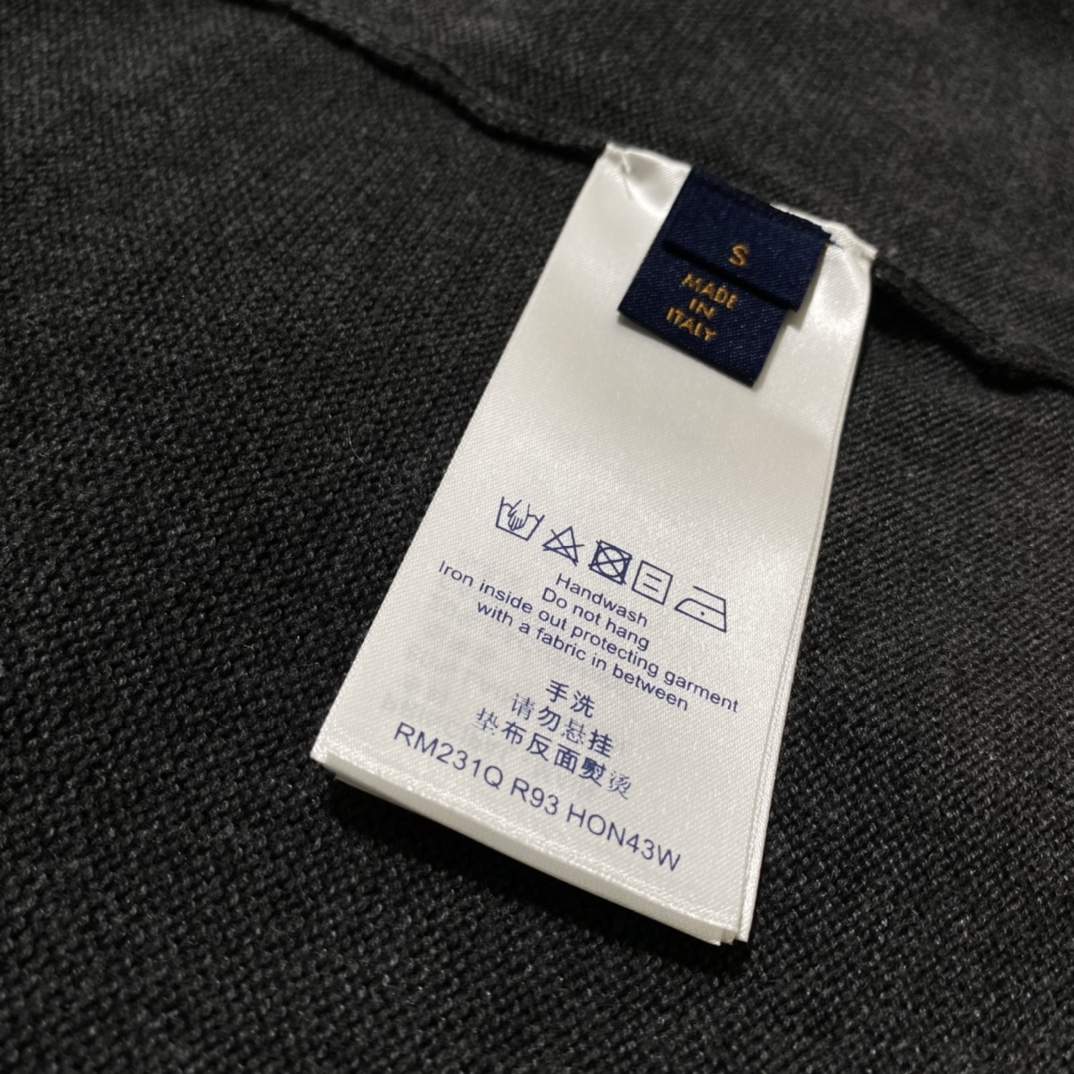 S
MADE
IN
ITALY
Handwash
Do not hang
Iron inside out protecting garment
with a fabric in between
手洗
请勿悬挂
垫布反面熨烫
RM231Q R93 HON43W